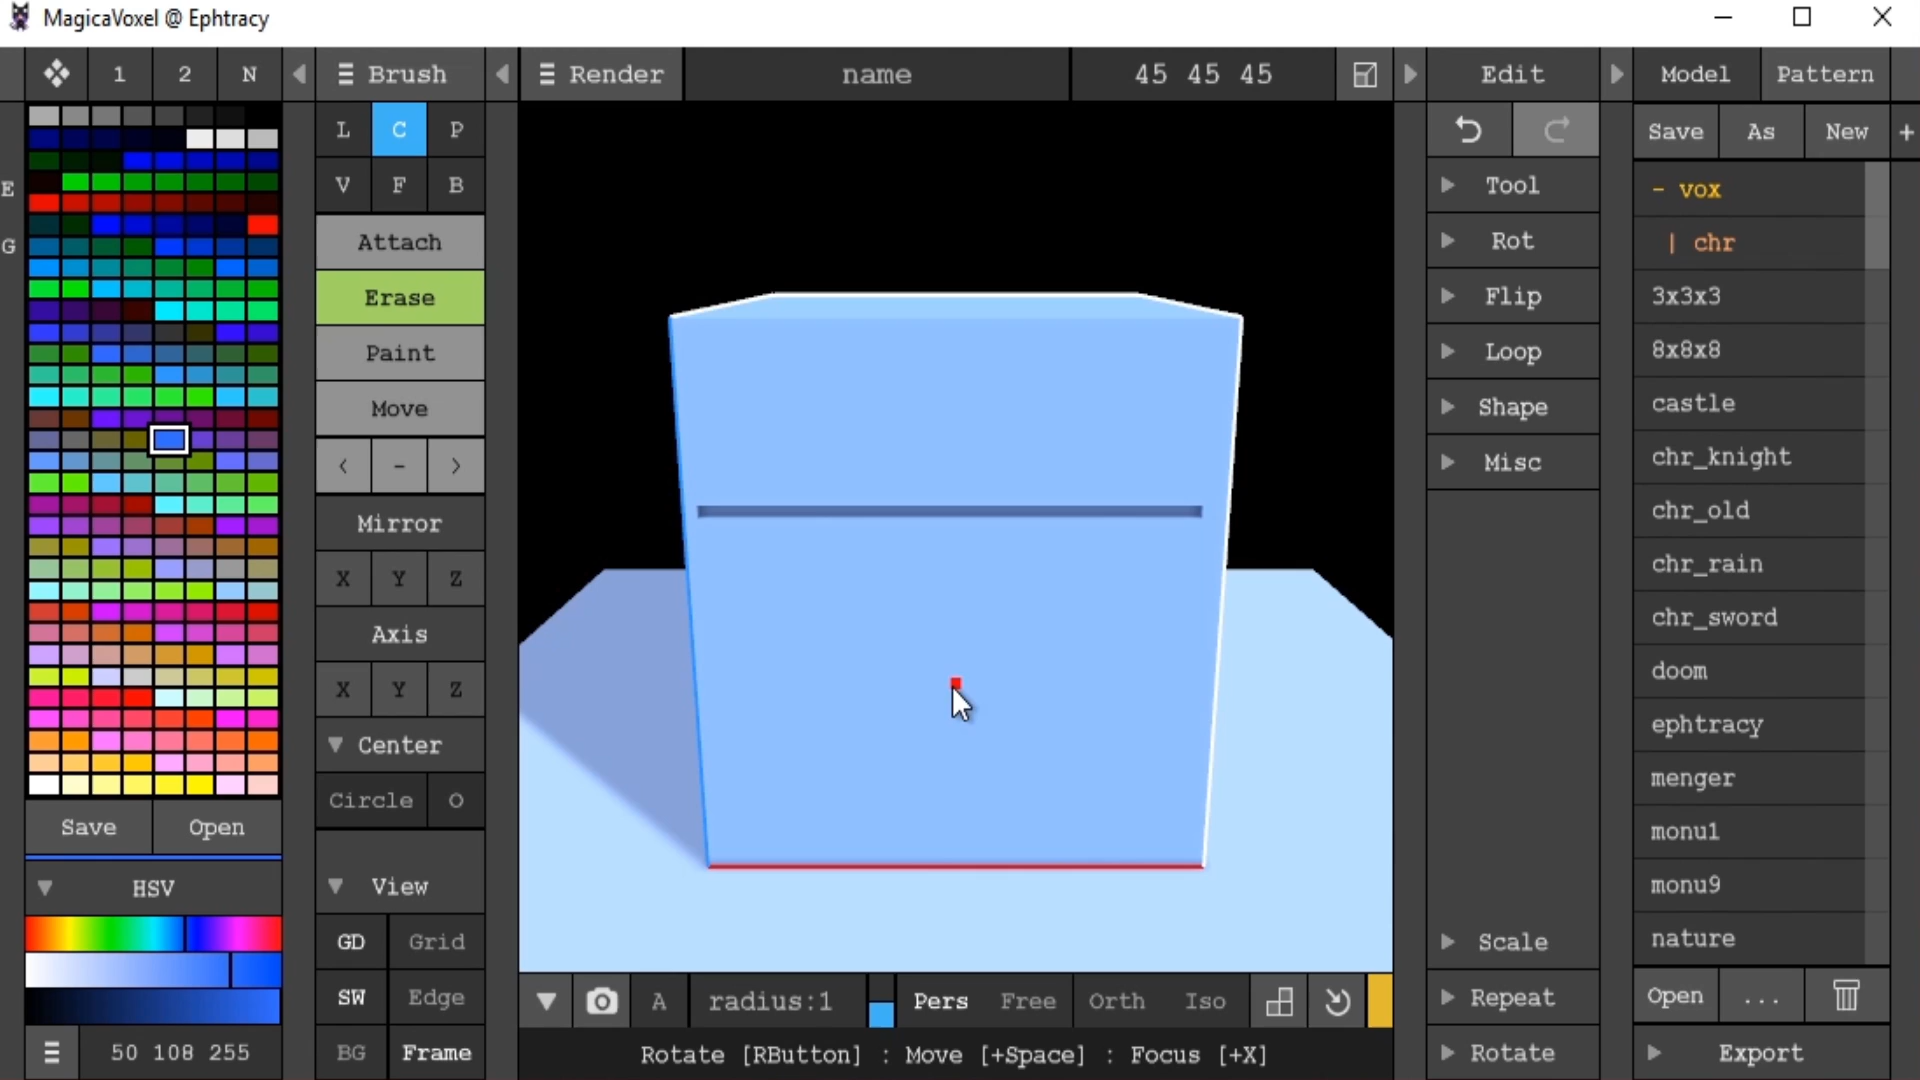 MagicaVoxel @ Ephtracy
1 2 N
Brush
Render
name
45 45 45
Edit
Model Pattern
L C P
V F B
E
G
Attach
Erase
Paint
Move
< - >
Mirror
X Y Z
Axis
X Y Z
Center
Circle O
View
GD Grid
SW Edge
BG Frame
Save Open
HSV
50 108 255
A radius:1 Pers Free Orth Iso
Rotate [RButton] : Move [+Space] : Focus [+X]
Tool
Rot
Flip
Loop
Shape
Misc
Scale
Repeat
Rotate
Save As New +
- vox
| chr
3x3x3
8x8x8
castle
chr_knight
chr_old
chr_rain
chr_sword
doom
ephtracy
menger
monu1
monu9
nature
Open ...
Export